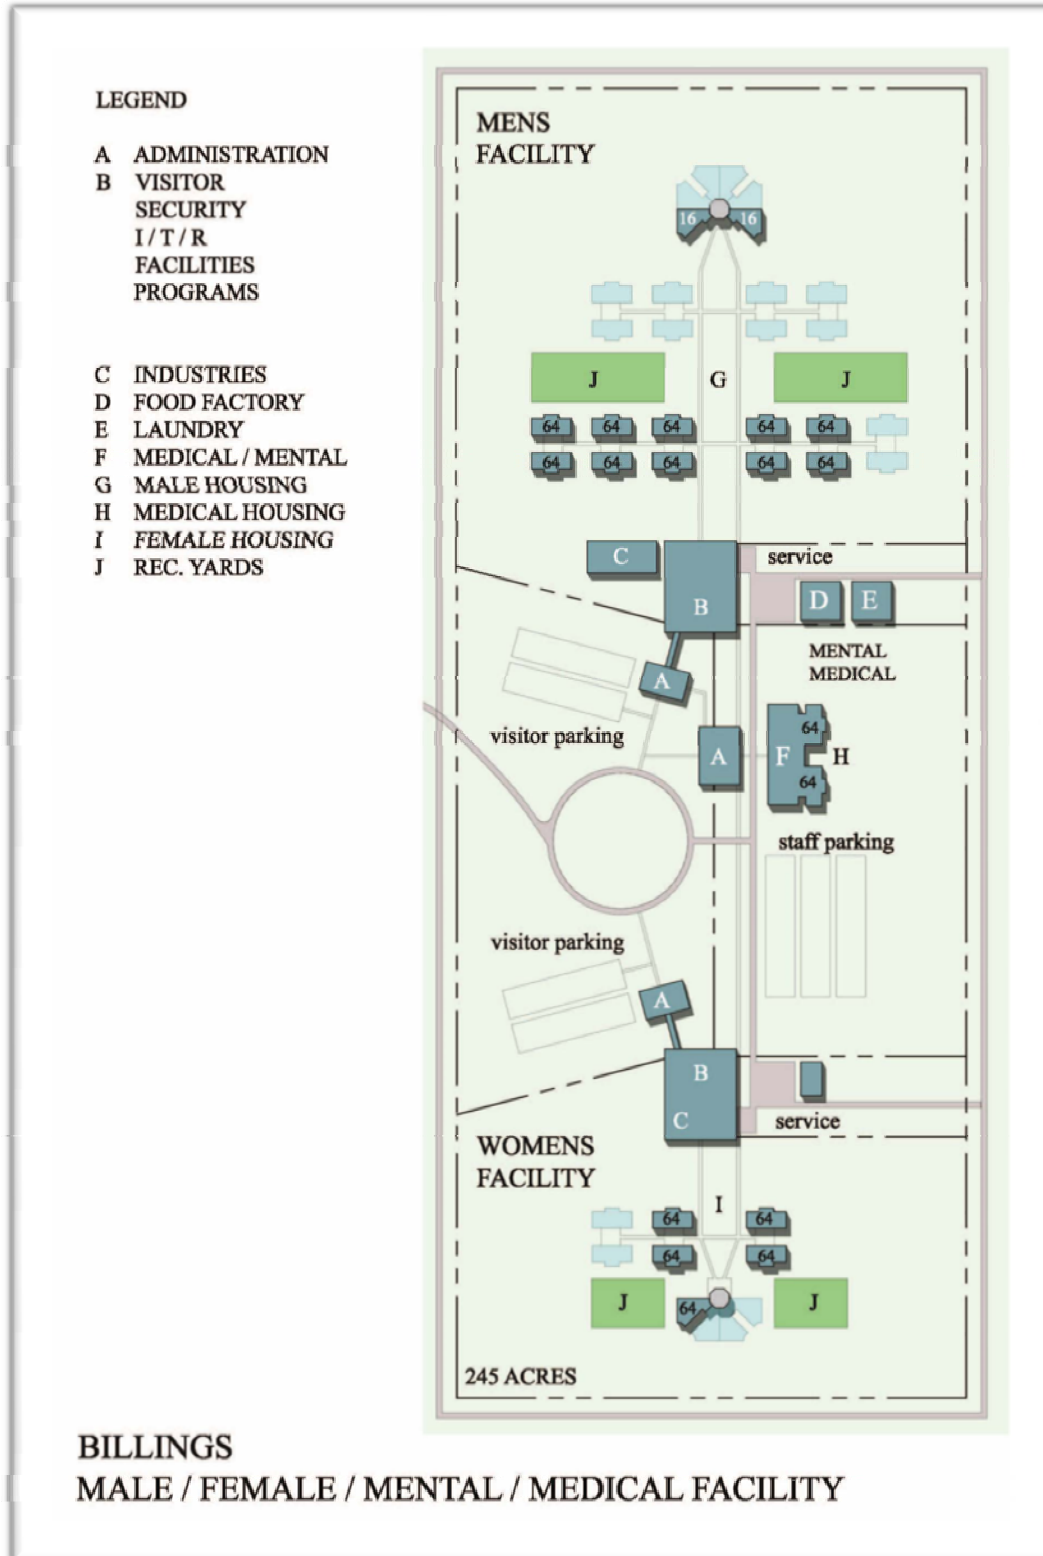 LEGEND
A ADMINISTRATION
B VISITOR
SECURITY
I / T / R
FACILITIES
PROGRAMS
C INDUSTRIES
D FOOD FACTORY
E LAUNDRY
F MEDICAL / MENTAL
G MALE HOUSING
H MEDICAL HOUSING
I FEMALE HOUSING
J REC. YARDS
MENS
FACILITY
16 16
J G J
64 64 64 64 64
64 64 64 64 64
C
service
B
D E
MENTAL
MEDICAL
A
visitor parking
A
F
64
H
64
staff parking
visitor parking
A
B
C
service
WOMENS
FACILITY
I
64 64
64 64
J 64 J
245 ACRES
BILLINGS
MALE / FEMALE / MENTAL / MEDICAL FACILITY